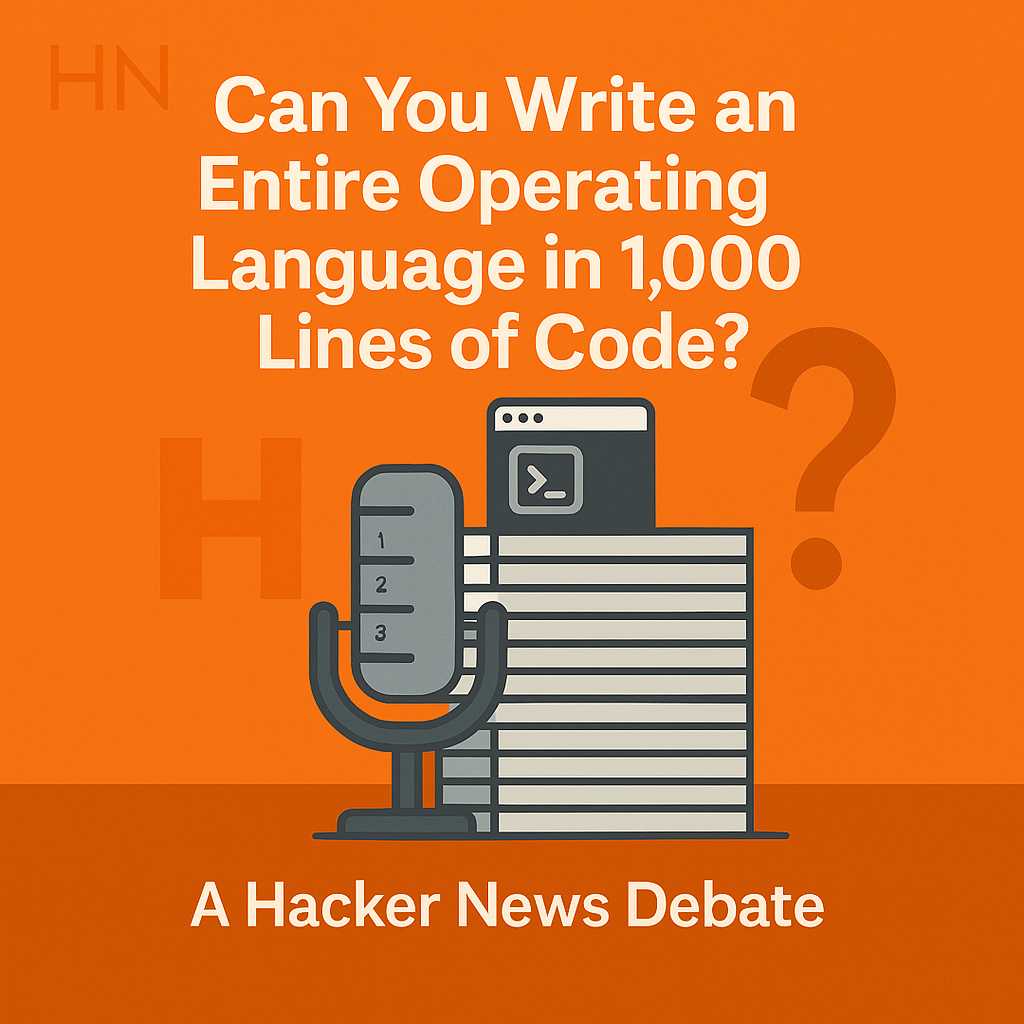 HN
Can You Write an
Entire Operating
Language in 1,000
Lines of Code?
?
H
>_
1
2
3
A Hacker News Debate